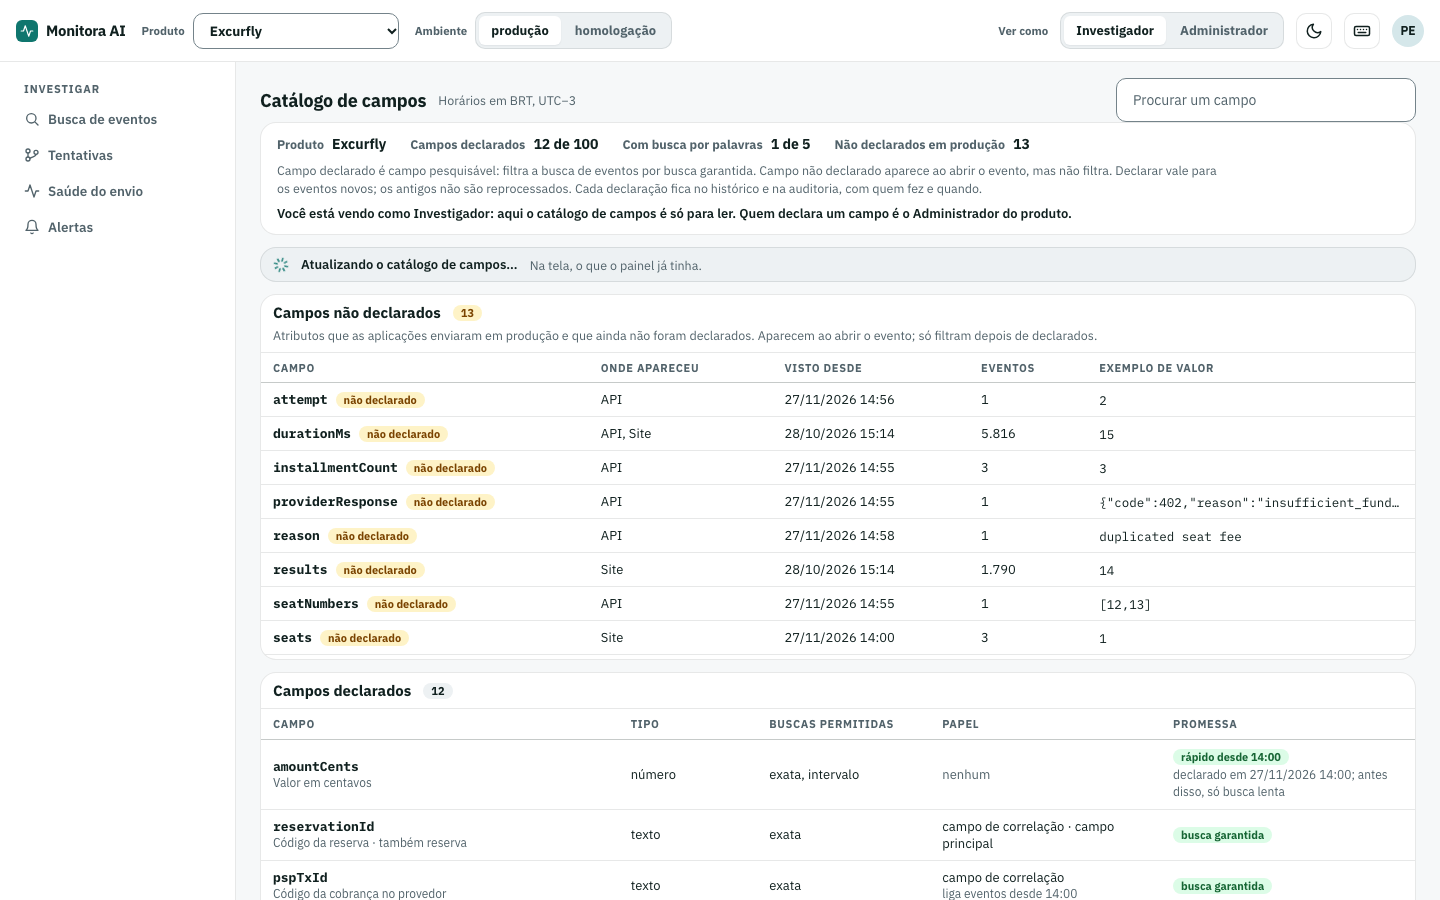 Monitora AI Produto Excurfly Ambiente produção homologação Ver como Investigador Administrador PE
INVESTIGAR
Busca de eventos
Tentativas
Saúde do envio
Alertas
Catálogo de campos Horários em BRT, UTC−3 Procurar um campo
Produto Excurfly Campos declarados 12 de 100 Com busca por palavras 1 de 5 Não declarados em produção 13
Campo declarado é campo pesquisável: filtra a busca de eventos por busca garantida. Campo não declarado aparece ao abrir o evento, mas não filtra. Declarar vale para
os eventos novos; os antigos não são reprocessados. Cada declaração fica no histórico e na auditoria, com quem fez e quando.
Você está vendo como Investigador: aqui o catálogo de campos é só para ler. Quem declara um campo é o Administrador do produto.
Atualizando o catálogo de campos… Na tela, o que o painel já tinha.
Campos não declarados 13
Atributos que as aplicações enviaram em produção e que ainda não foram declarados. Aparecem ao abrir o evento; só filtram depois de declarados.
CAMPO ONDE APARECEU VISTO DESDE EVENTOS EXEMPLO DE VALOR
attempt não declarado API 27/11/2026 14:56 1 2
durationMs não declarado API, Site 28/10/2026 15:14 5.816 15
installmentCount não declarado API 27/11/2026 14:55 3 3
providerResponse não declarado API 27/11/2026 14:55 1 {"code":402,"reason":"insufficient_fund…
reason não declarado API 27/11/2026 14:58 1 duplicated seat fee
results não declarado Site 28/10/2026 15:14 1.790 14
seatNumbers não declarado API 27/11/2026 14:55 1 [12,13]
seats não declarado Site 27/11/2026 14:00 3 1
Campos declarados 12
CAMPO TIPO BUSCAS PERMITIDAS PAPEL PROMESSA
amountCents
Valor em centavos
número exata, intervalo nenhum
rápido desde 14:00
declarado em 27/11/2026 14:00; antes
disso, só busca lenta
reservationId
Código da reserva · também reserva
texto exata
campo de correlação · campo
principal
busca garantida
pspTxId
Código da cobrança no provedor
texto exata
campo de correlação
liga eventos desde 14:00
busca garantida